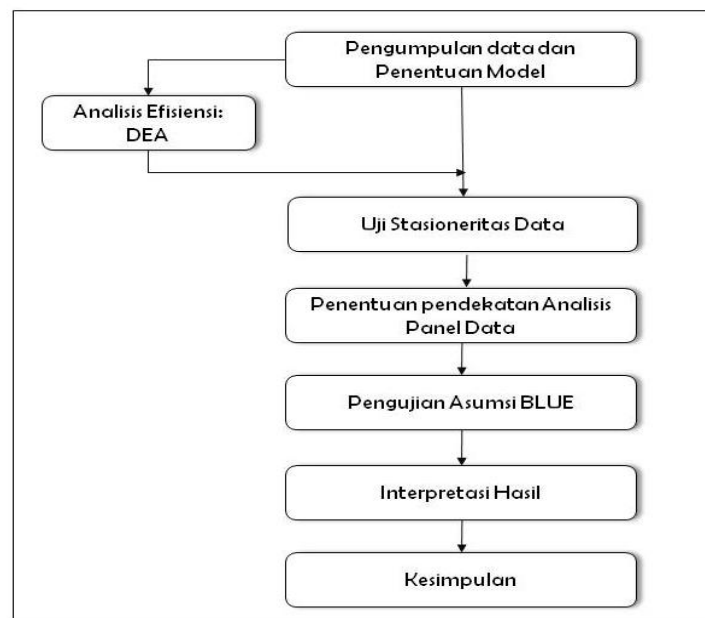 Pengumpulan data dan
Penentuan Model
Analisis Efisiensi:
DEA
Uji Stasioneritas Data
Penentuan pendekatan Analisis
Panel Data
Pengujian Asumsi BLUE
Interpretasi Hasil
Kesimpulan